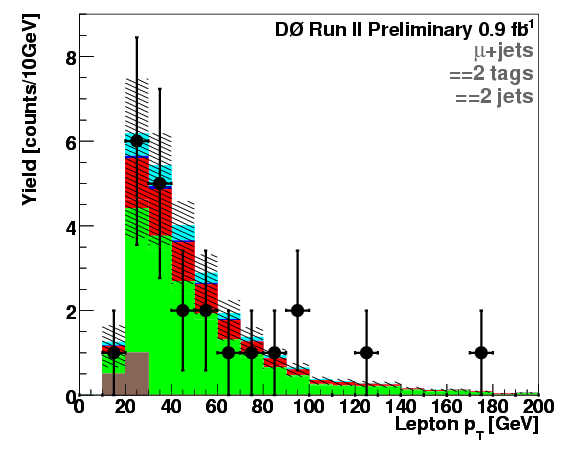 DØ Run II Preliminary 0.9 fb-1
μ+jets
==2 tags
==2 jets
Yield [counts/10GeV]
8
6
4
2
0
0 20 40 60 80 100 120 140 160 180 200
Lepton pT [GeV]